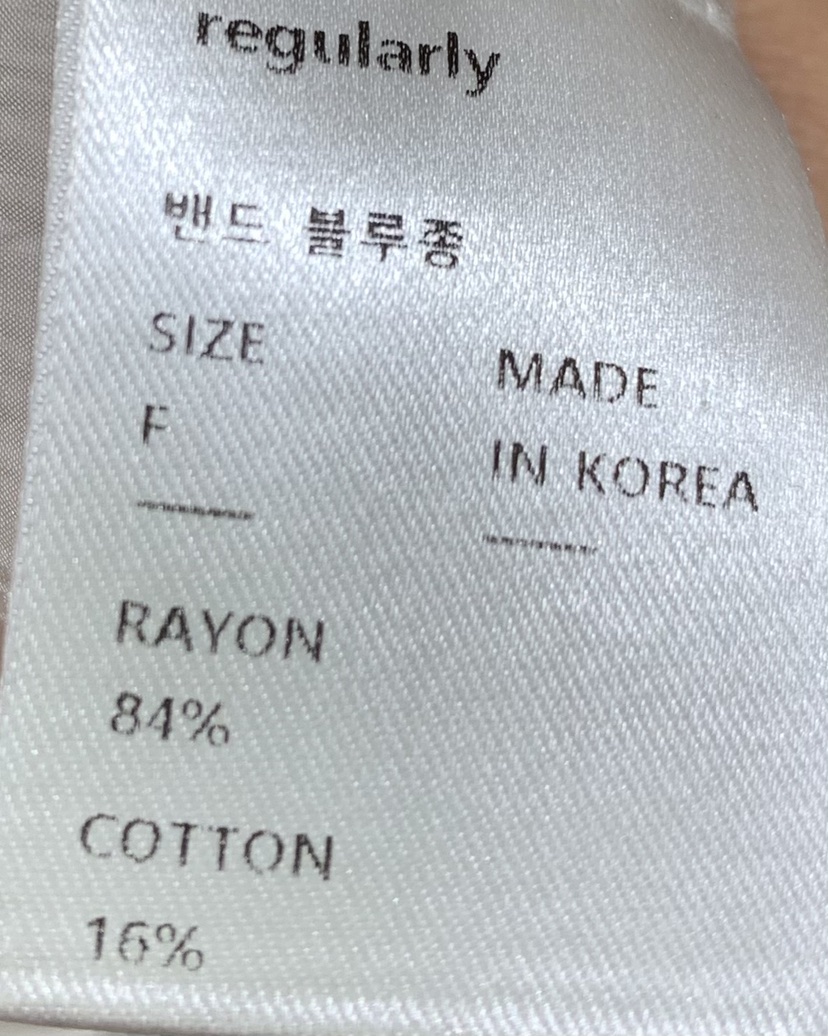 regularly
밴드 블루종
SIZE
F
MADE
IN KOREA
RAYON
84%
COTTON
16%